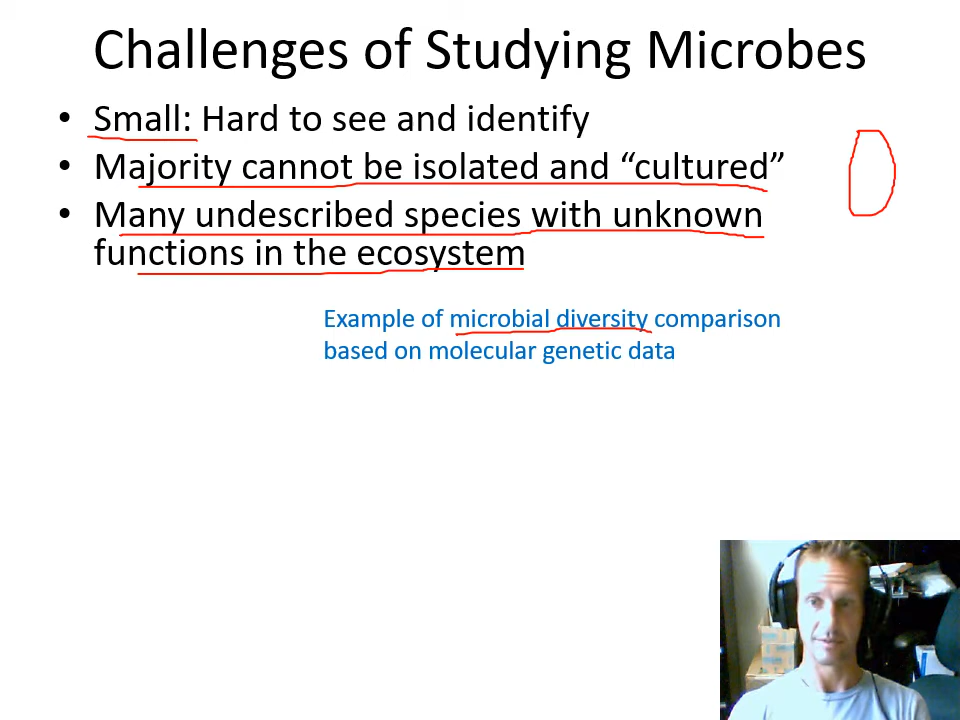 Challenges of Studying Microbes
• Small: Hard to see and identify
• Majority cannot be isolated and “cultured”
• Many undescribed species with unknown
functions in the ecosystem
Example of microbial diversity comparison
based on molecular genetic data